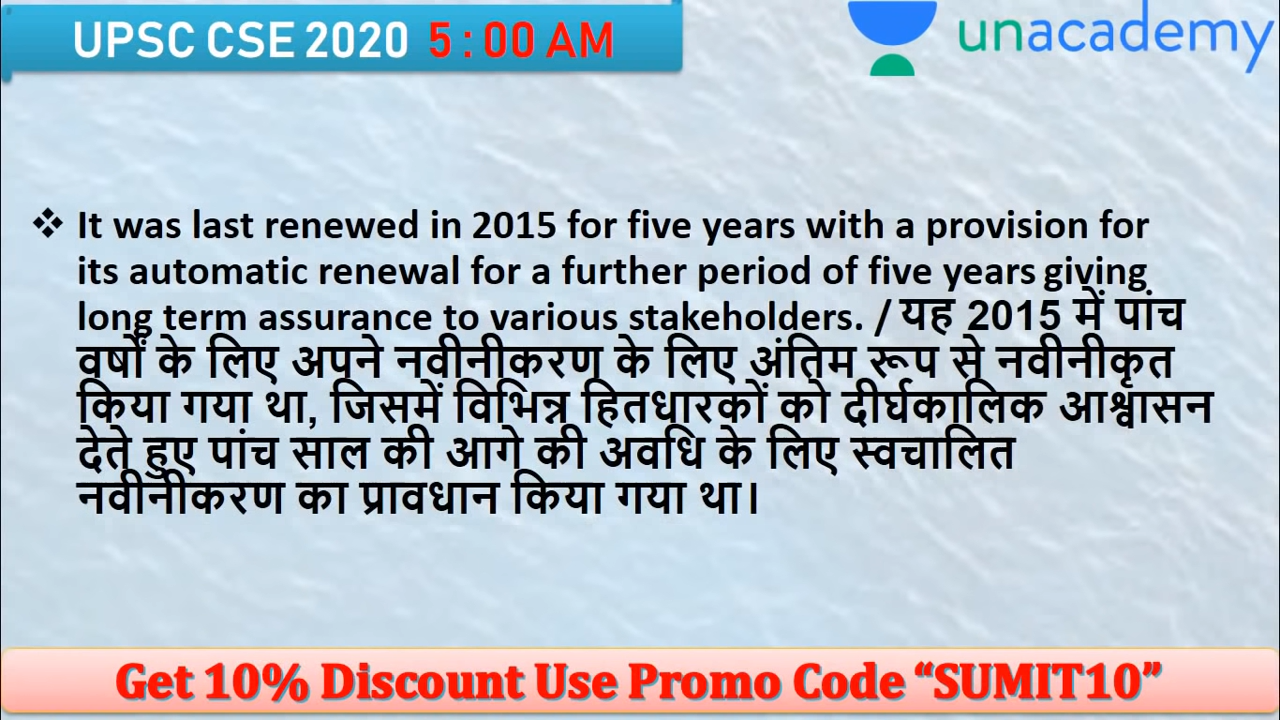 UPSC CSE 2020 5 : 00 AM
unacademy
❖ It was last renewed in 2015 for five years with a provision for
its automatic renewal for a further period of five years giving
long term assurance to various stakeholders. / यह 2015 में पांच
वर्षों के लिए अपने नवीनीकरण के लिए अंतिम रूप से नवीनीकृत
किया गया था, जिसमें विभिन्न हितधारकों को दीर्घकालिक आश्वासन
देते हुए पांच साल की आगे की अवधि के लिए स्वचालित
नवीनीकरण का प्रावधान किया गया था।
Get 10% Discount Use Promo Code “SUMIT10”